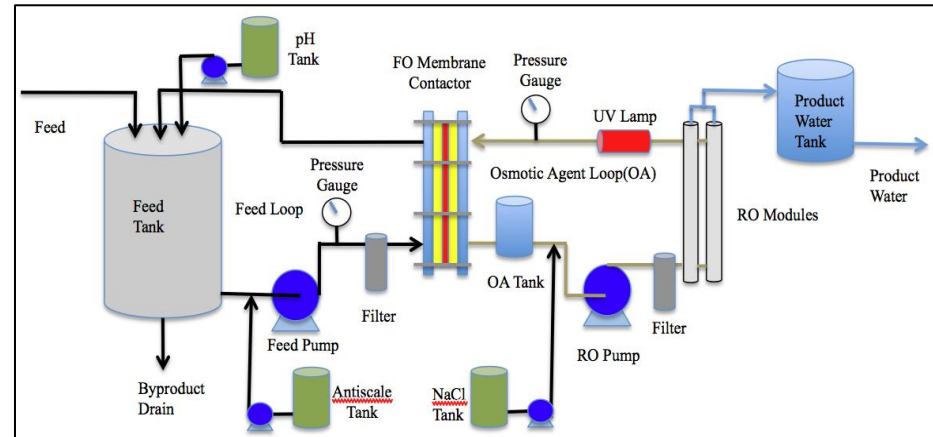 pH
Tank
FO Membrane
Contactor
Pressure
Gauge
UV Lamp
Product
Water
Tank
Feed
Product
Water
Pressure
Gauge
Osmotic Agent Loop(OA)
Feed
Tank
Feed Loop
RO Modules
OA Tank
Filter
Filter
Feed Pump
RO Pump
Byproduct
Drain
Antiscale
Tank
NaCl
Tank